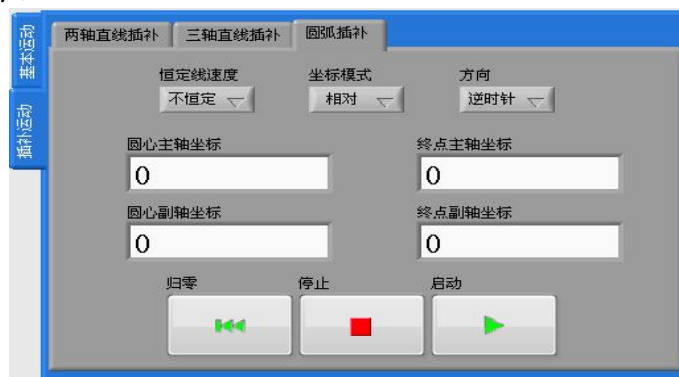 基本运动
插补运动
两轴直线插补 三轴直线插补 圆弧插补
恒定线速度 坐标模式 方向
不恒定 相对 逆时针
圆心主轴坐标 终点主轴坐标
0 0
圆心副轴坐标 终点副轴坐标
0 0
归零 停止 启动